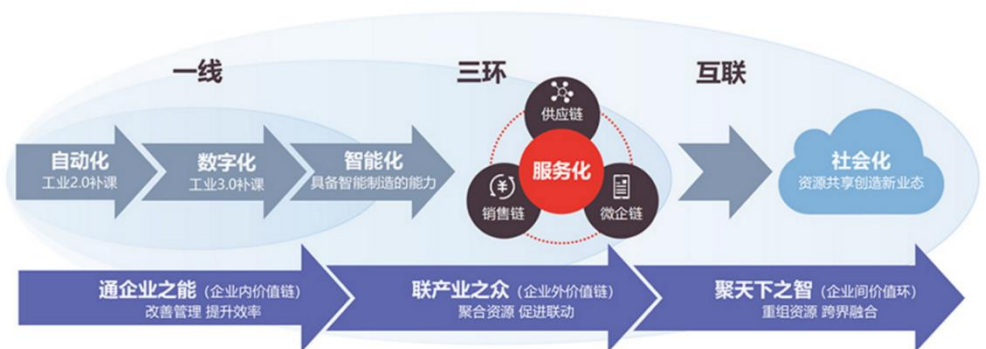 一线
三环
互联
自动化
工业2.0补课
数字化
工业3.0补课
智能化
具备智能制造的能力
供应链
服务化
销售链
微企链
社会化
资源共享创造新业态
通企业之能（企业内价值链）
改善管理 提升效率
联产业之众（企业外价值链）
聚合资源 促进联动
聚天下之智（企业间价值环）
重组资源 跨界融合